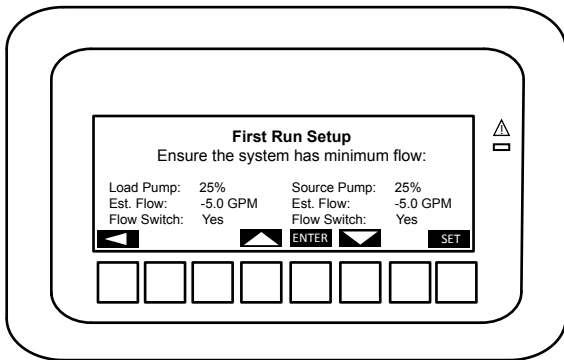 First Run Setup
Ensure the system has minimum flow:
Load Pump: 25% Source Pump: 25%
Est. Flow: -5.0 GPM Est. Flow: -5.0 GPM
Flow Switch: Yes Flow Switch: Yes
ENTER SET